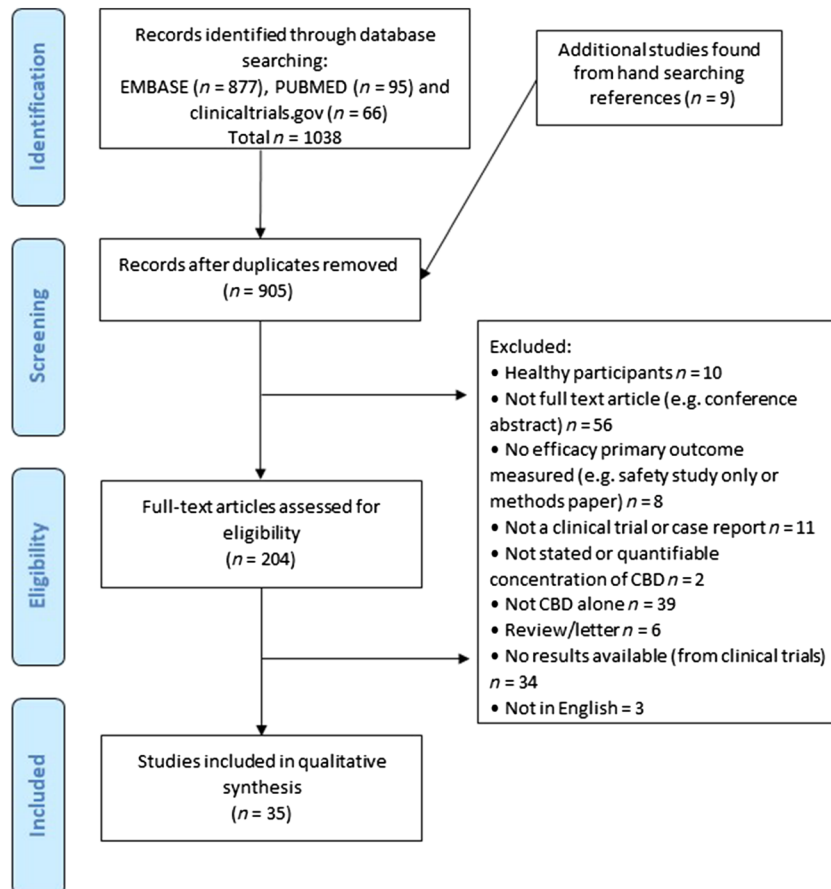 Identification
Records identified through database
searching:
EMBASE (n = 877), PUBMED (n = 95) and
clinicaltrials.gov (n = 66)
Total n = 1038
Additional studies found
from hand searching
references (n = 9)
Screening
Records after duplicates removed
(n = 905)
Excluded:
• Healthy participants n = 10
• Not full text article (e.g. conference
abstract) n = 56
• No efficacy primary outcome
measured (e.g. safety study only or
methods paper) n = 8
• Not a clinical trial or case report n = 11
• Not stated or quantifiable
concentration of CBD n = 2
• Not CBD alone n = 39
• Review/letter n = 6
• No results available (from clinical trials)
n = 34
• Not in English = 3
Eligibility
Full-text articles assessed for
eligibility
(n = 204)
Included
Studies included in qualitative
synthesis
(n = 35)